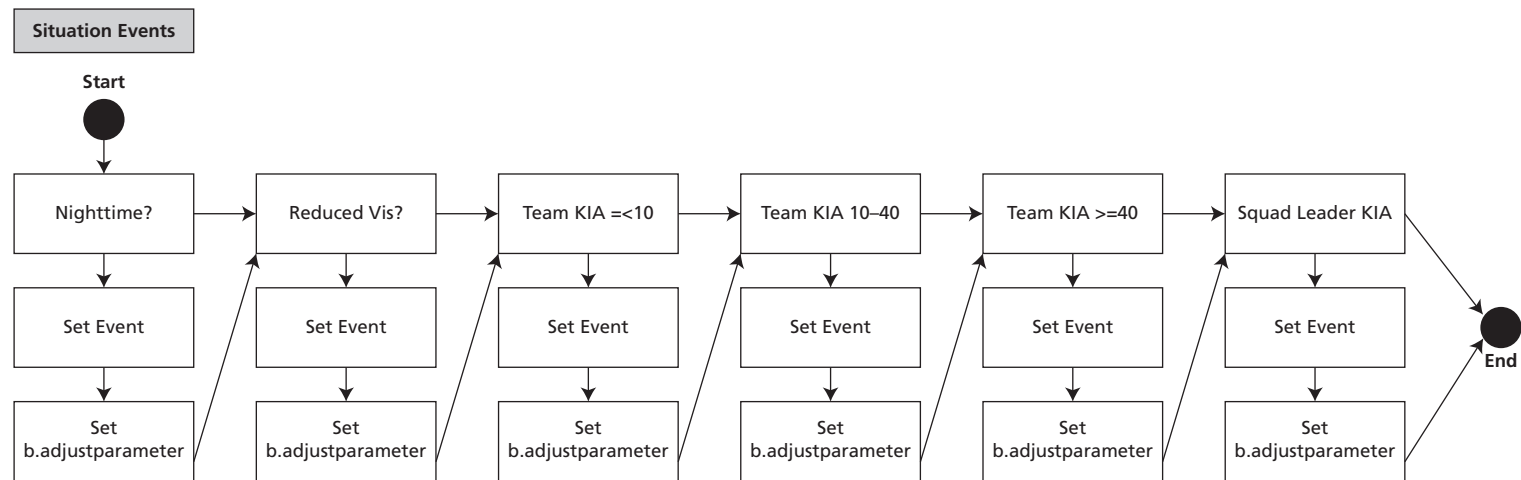 Situation Events
Start
Nighttime?
Reduced Vis?
Team KIA =<10
Team KIA 10–40
Team KIA >=40
Squad Leader KIA
Set Event
Set Event
Set Event
Set Event
Set Event
Set Event
End
Set
b.adjustparameter
Set
b.adjustparameter
Set
b.adjustparameter
Set
b.adjustparameter
Set
b.adjustparameter
Set
b.adjustparameter